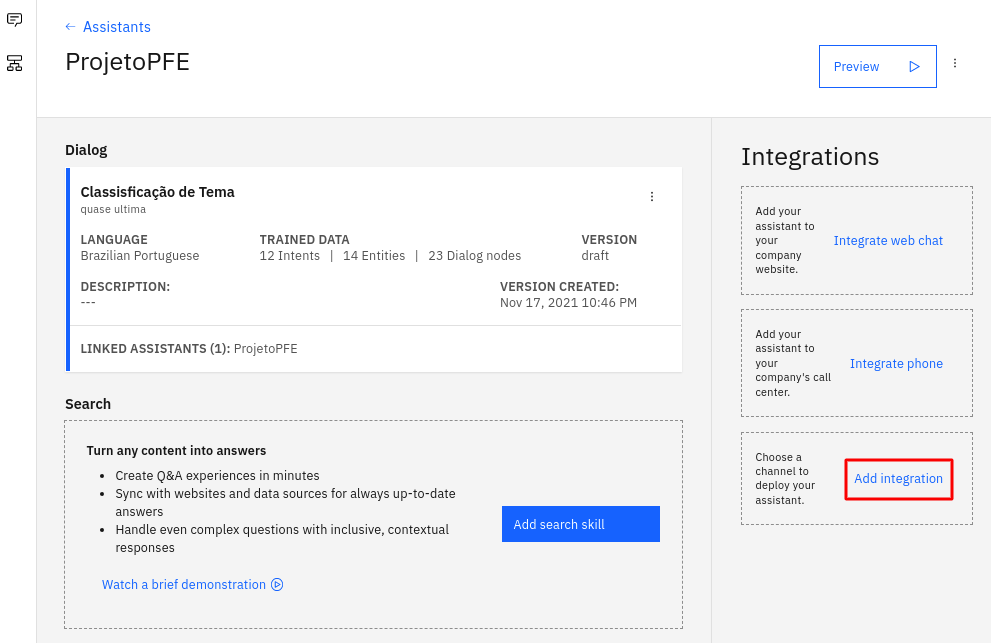 ← Assistants
ProjetoPFE
Preview
Dialog
Classisficação de Tema
quase ultima
LANGUAGE
Brazilian Portuguese
TRAINED DATA
12 Intents | 14 Entities | 23 Dialog nodes
VERSION
draft
DESCRIPTION:
---
VERSION CREATED:
Nov 17, 2021 10:46 PM
LINKED ASSISTANTS (1): ProjetoPFE
Search
Turn any content into answers
• Create Q&A experiences in minutes
• Sync with websites and data sources for always up-to-date
answers
• Handle even complex questions with inclusive, contextual
responses
Add search skill
Watch a brief demonstration
Integrations
Add your
assistant to
your
company
website.
Integrate web chat
Add your
assistant to
your
company's call
center.
Integrate phone
Choose a
channel to
deploy your
assistant.
Add integration